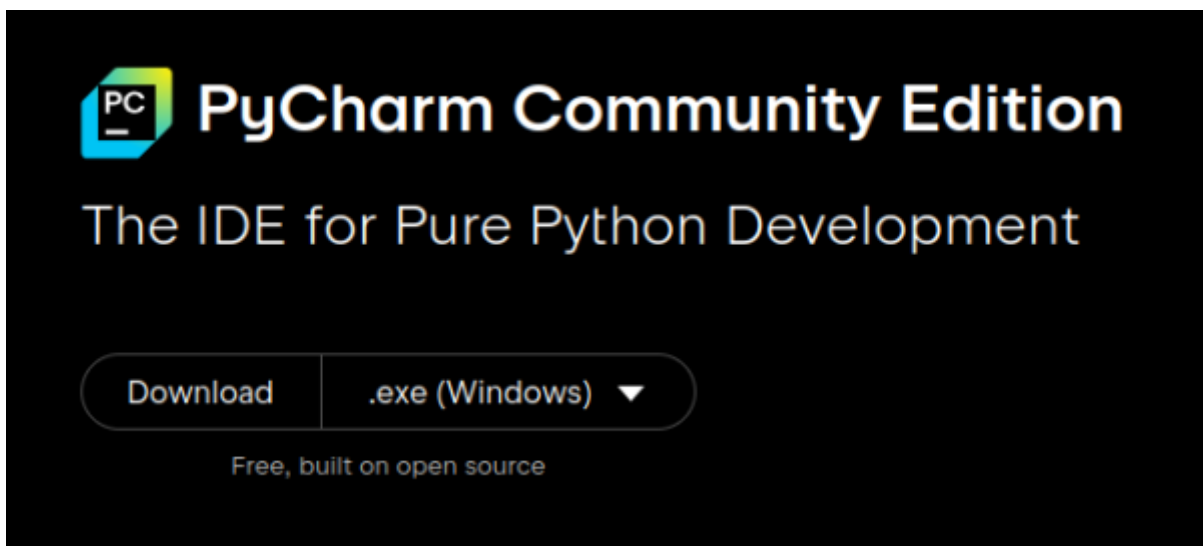 PC
PyCharm Community Edition
The IDE for Pure Python Development
Download .exe (Windows)
Free, built on open source